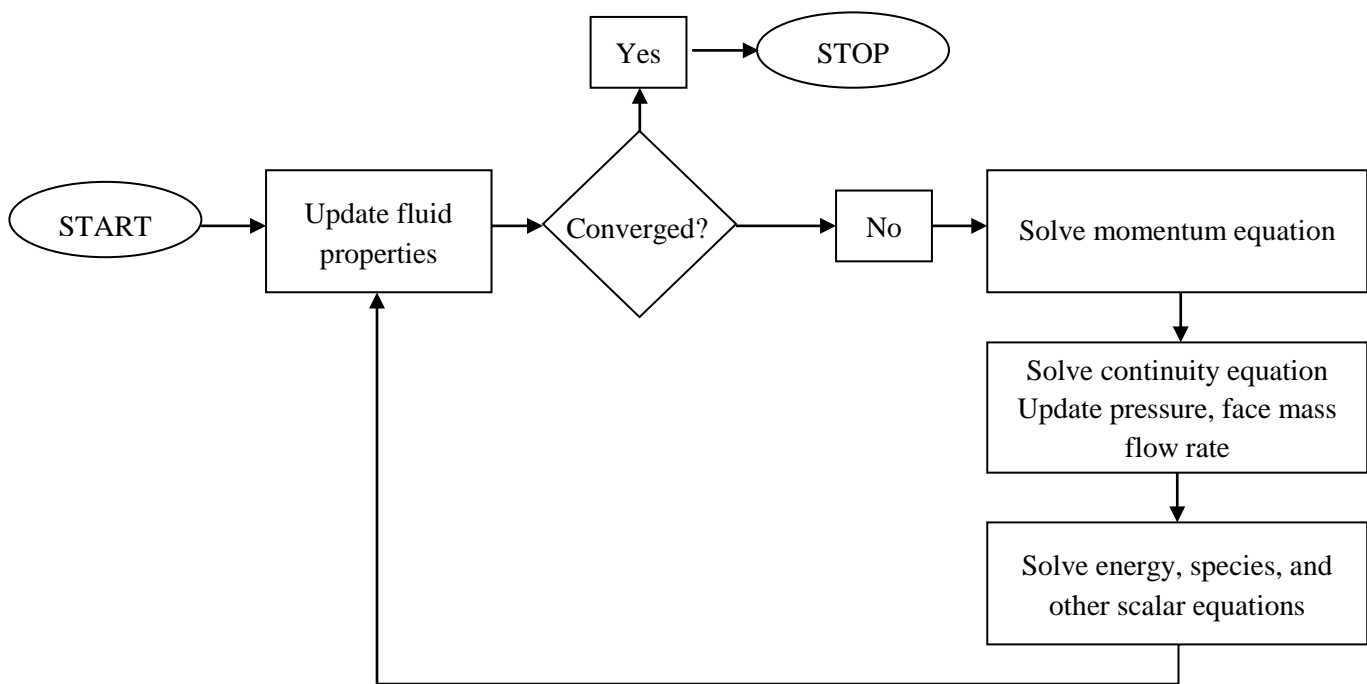 Yes
STOP
START
Update fluid
properties
Converged?
No
Solve momentum equation
Solve continuity equation
Update pressure, face mass
flow rate
Solve energy, species, and
other scalar equations